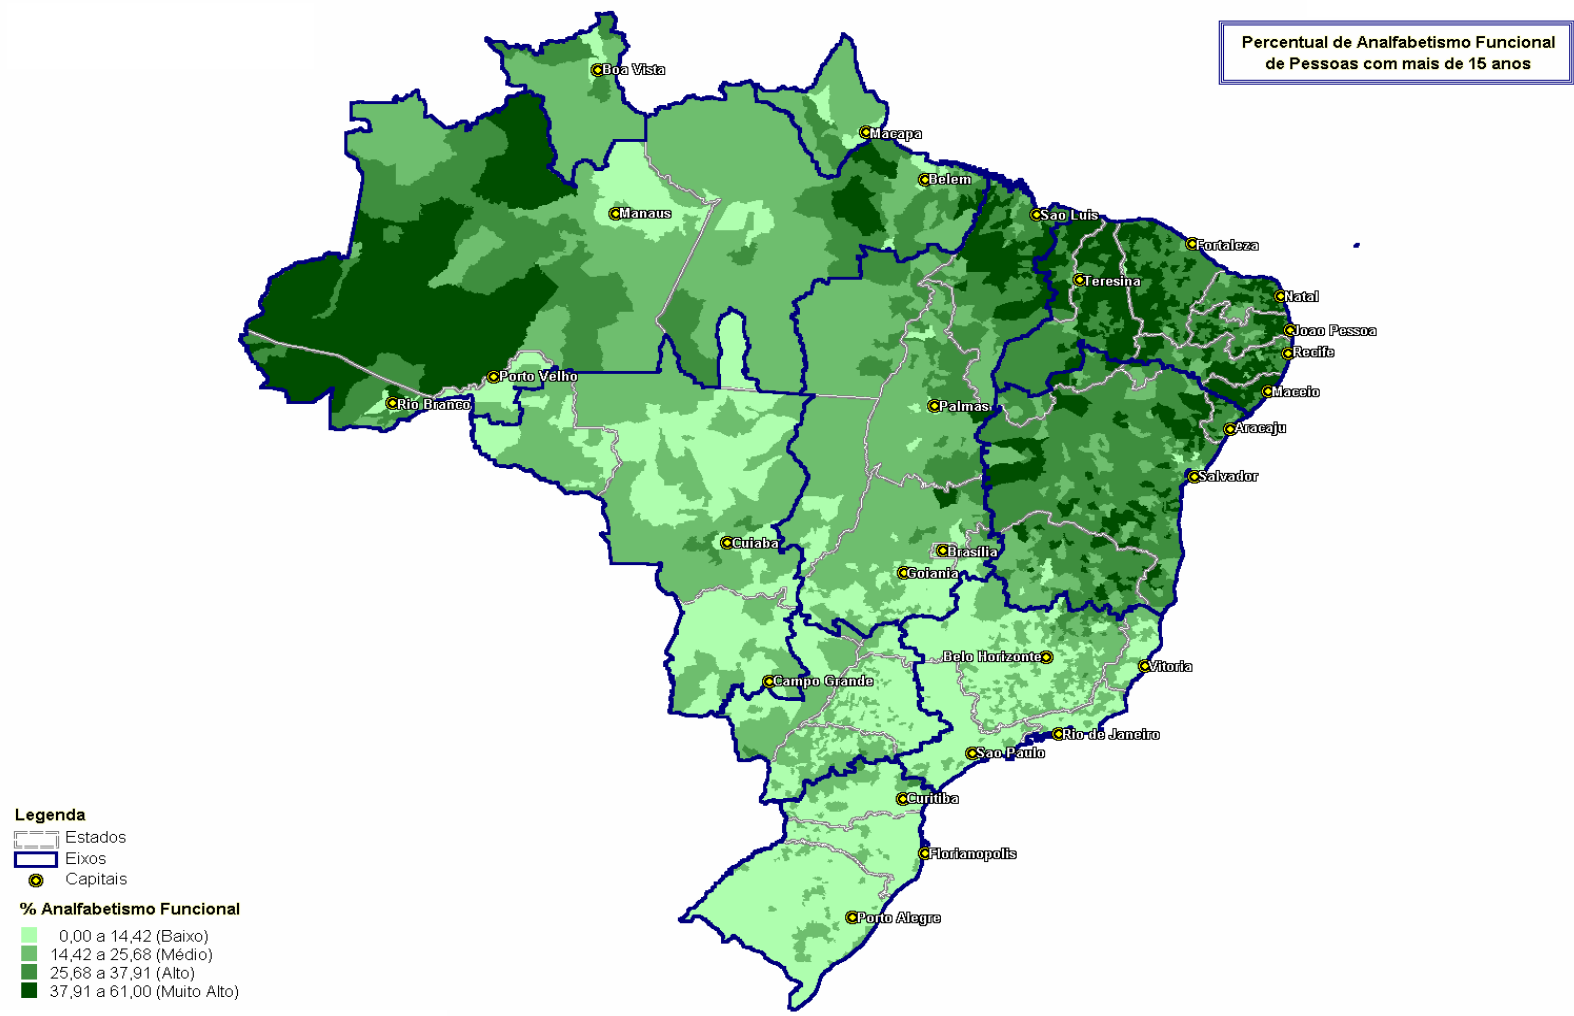 Percentual de Analfabetismo Funcional
de Pessoas com mais de 15 anos
Boa Vista
Macapa
Belem
Manaus
Sao Luis
Fortaleza
Teresina
Natal
Joao Pessoa
Recife
Porto Velho
Maceio
Rio Branco
Palmas
Aracaju
Salvador
Cuiaba
Brasília
Goiania
Belo Horizonte
Vitoria
Campo Grande
Rio de Janeiro
Sao Paulo
Curitiba
Florianopolis
Porto Alegre
Legenda
Estados
Eixos
Capitais
% Analfabetismo Funcional
0,00 a 14,42 (Baixo)
14,42 a 25,68 (Médio)
25,68 a 37,91 (Alto)
37,91 a 61,00 (Muito Alto)